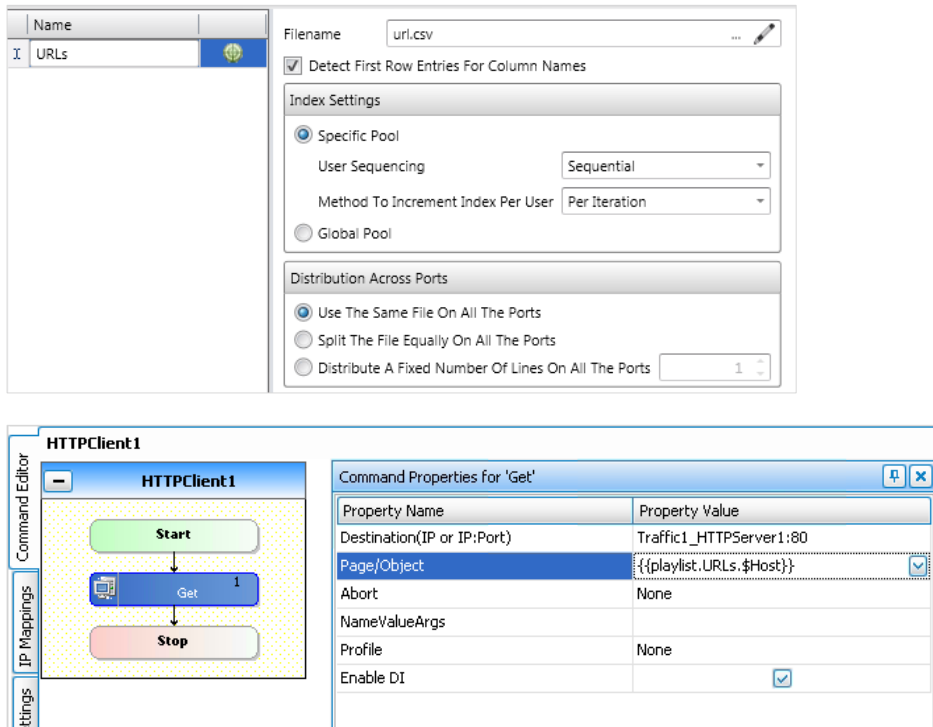 Name
URLs
Filename url.csv ...
Detect First Row Entries For Column Names
Index Settings
Specific Pool
User Sequencing Sequential
Method To Increment Index Per User Per Iteration
Global Pool
Distribution Across Ports
Use The Same File On All The Ports
Split The File Equally On All The Ports
Distribute A Fixed Number Of Lines On All The Ports 1
HTTPClient1
Command Editor
IP Mappings
ttings
HTTPClient1
Start
Get 1
Stop
Command Properties for 'Get'
Property Name Property Value
Destination(IP or IP:Port) Traffic1_HTTPServer1:80
Page/Object {{playlist.URLs.$Host}}
Abort None
NameValueArgs
Profile None
Enable DI